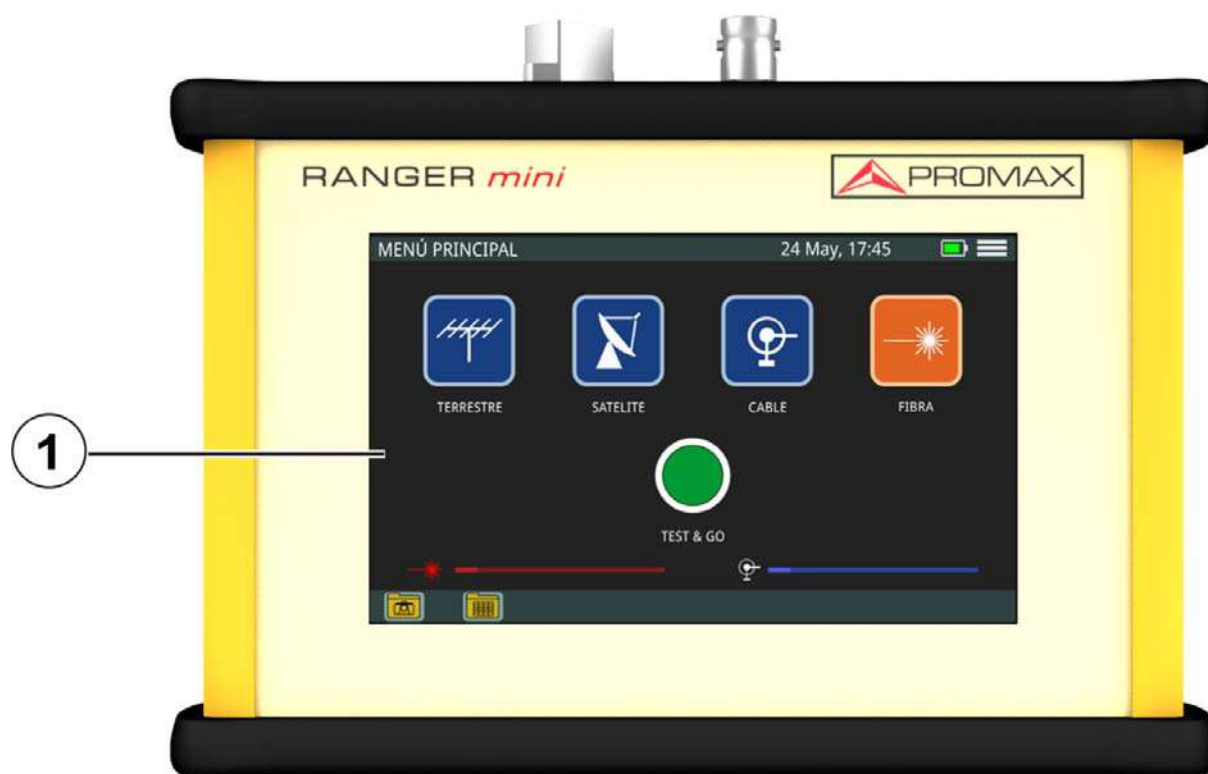 RANGER mini
PROMAX
MENÚ PRINCIPAL 24 May, 17:45
TERRESTRE SATELITE CABLE FIBRA
1
TEST & GO